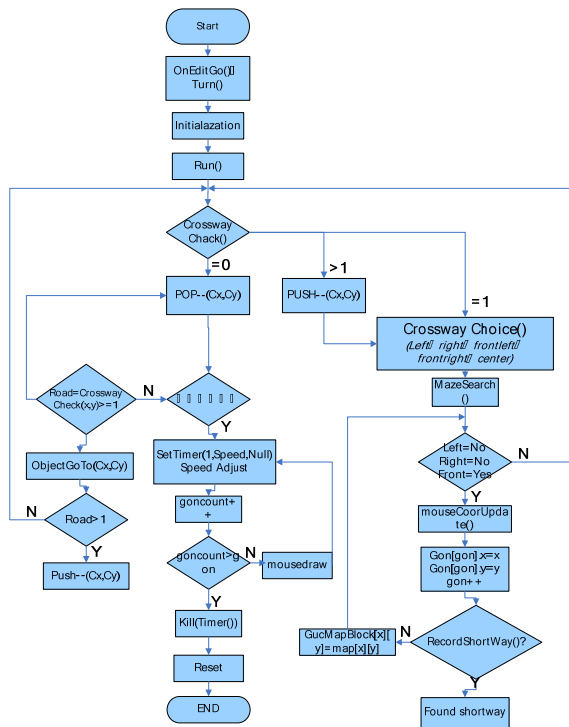 Start
OnEditGo()
Turn()
Initialazation
Run()
Crossway
Chack()
=0
>1
=1
POP--(Cx,Cy)
PUSH--(Cx,Cy)
Crossway Choice()
(Left right frontleft
frontright center)
MazeSearch
()
Road=Crossway
Check(x,y)>=1
N
Y
SetTimer(1,Speed,Null)
Speed Adjust
Left=No
Right=No
Front=Yes
N
Y
ObjectGoTo(Cx,Cy)
Road>1
N
Y
Push--(Cx,Cy)
goncount+
+
goncount>g
on
N
mousedraw
Y
mouseCoorUpda
te()
Gon[gon].x=x
Gon[gon].y=y
gon++
Kill(Timer())
GucMapBlock[x][
y]=map[x][y]
N
RecordShortWay()?
Y
Reset
END
Found shortway